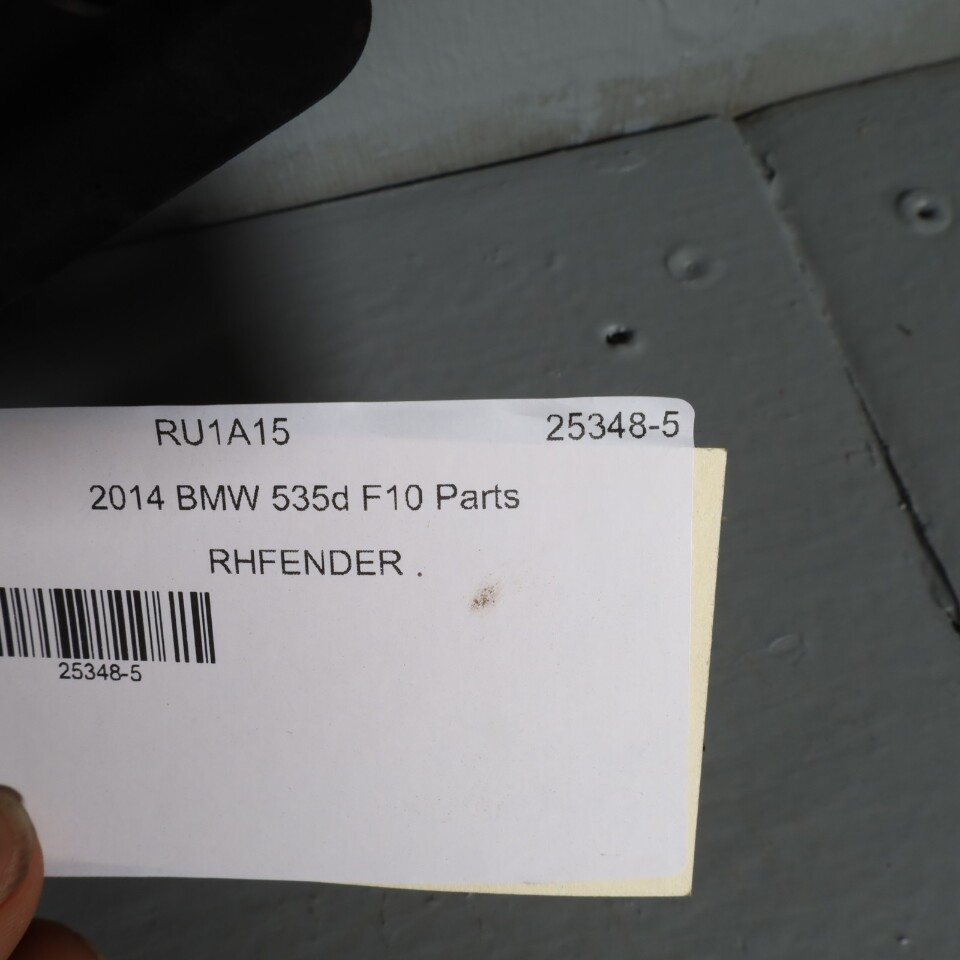 RU1A15 25348-5
2014 BMW 535d F10 Parts
RHFENDER .
25348-5